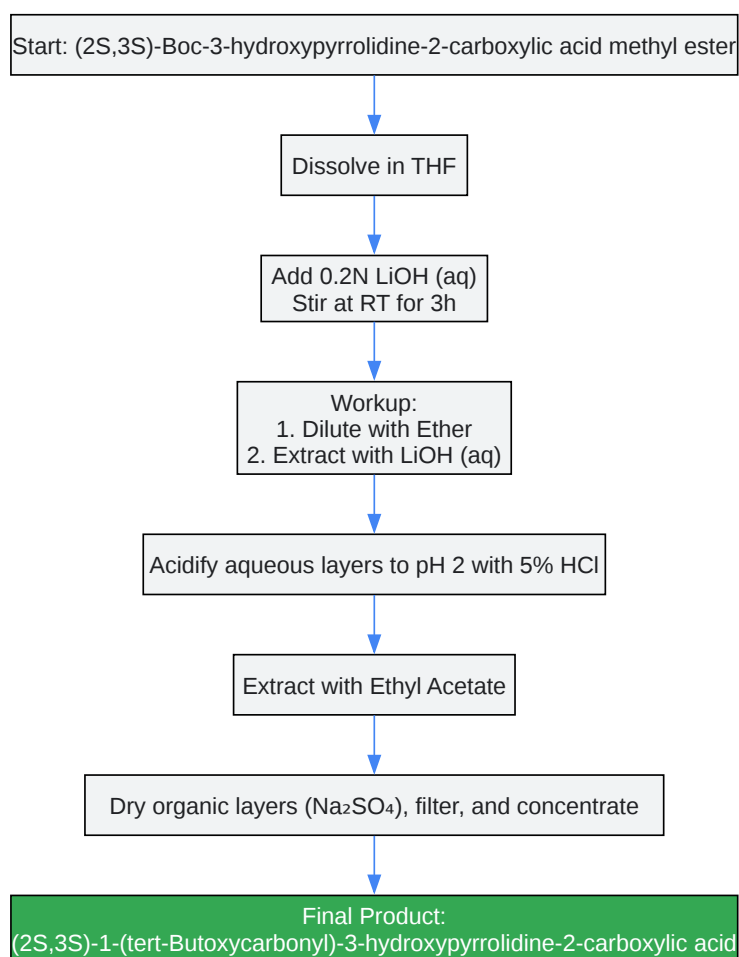 Start: (2S,3S)-Boc-3-hydroxypyrrolidine-2-carboxylic acid methyl ester
Dissolve in THF
Add 0.2N LiOH (aq)
Stir at RT for 3h
Workup:
1. Dilute with Ether
2. Extract with LiOH (aq)
Acidify aqueous layers to pH 2 with 5% HCl
Extract with Ethyl Acetate
Dry organic layers (Na₂SO₄), filter, and concentrate
Final Product:
(2S,3S)-1-(tert-Butoxycarbonyl)-3-hydroxypyrrolidine-2-carboxylic acid